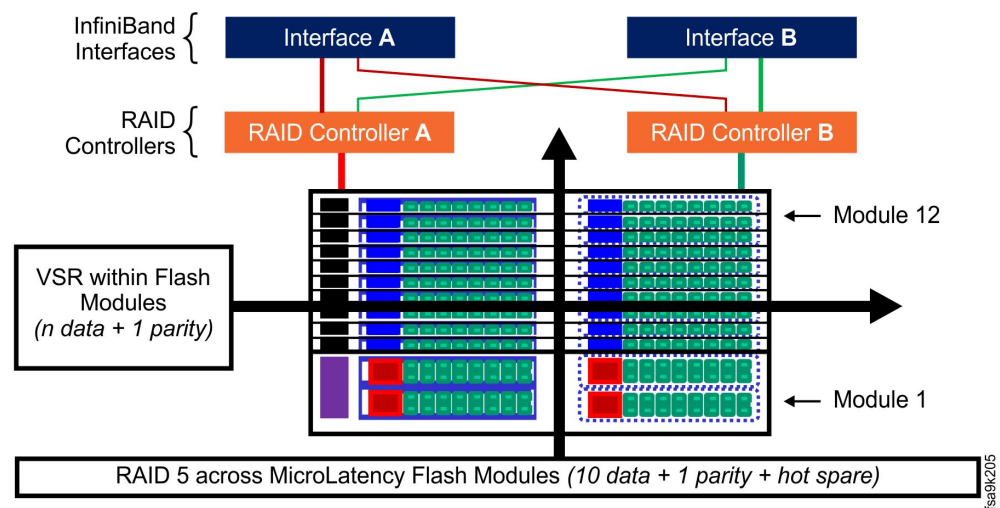 InfiniBand
Interfaces
Interface A
Interface B
RAID
Controllers
RAID Controller A
RAID Controller B
Module 12
VSR within Flash
Modules
(n data + 1 parity)
Module 1
RAID 5 across MicroLatency Flash Modules (10 data + 1 parity + hot spare)
fsa9k205